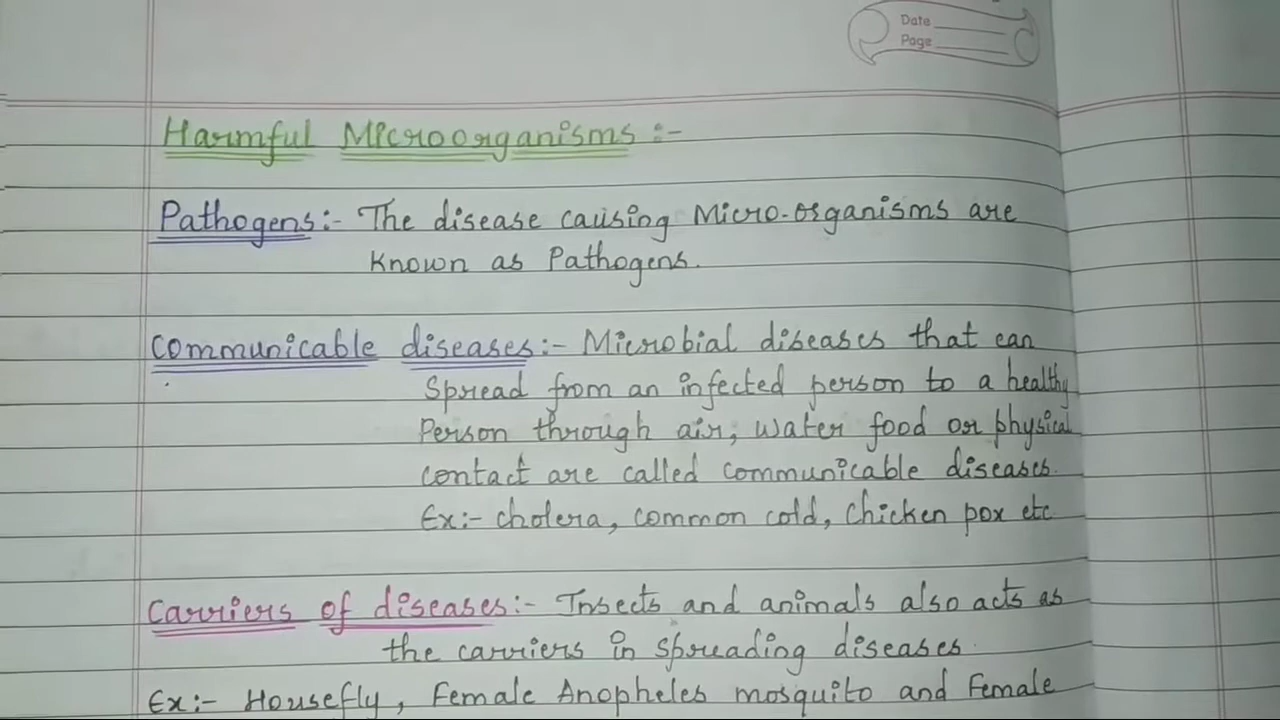 Date
Page
Harmful Microorganisms :-
Pathogens:- The disease causing Micro-organisms are
Known as Pathogens.
Communicable diseases:- Microbial diseases that can
Spread from an infected person to a healthy
Person through air, water food or physical
contact are called communicable diseases.
Ex:- cholera, common cold, chicken pox etc
Carriers of diseases:- Insects and animals also acts as
the carriers in spreading diseases.
Ex:- Housefly, Female Anopheles mosquito and Female